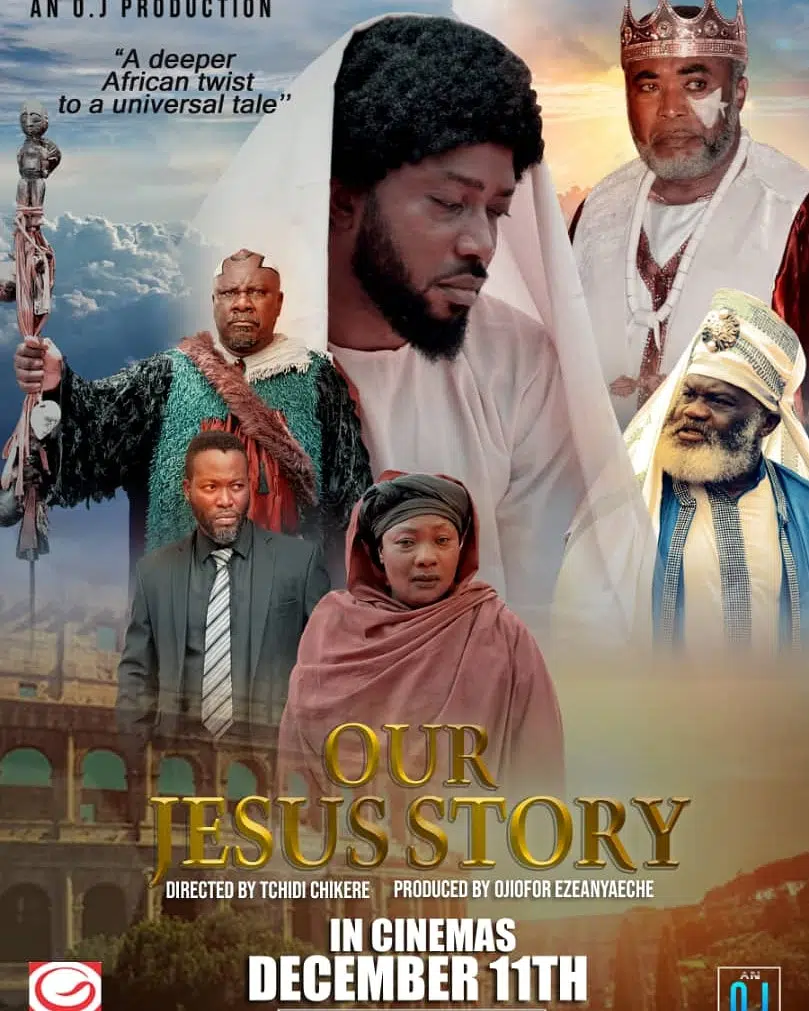 AN O.J PRODUCTION
“A deeper
African twist
to a universal tale”
OUR
JESUS STORY
DIRECTED BY TCHIDI CHIKERE PRODUCED BY OJIOFOR EZEANYAECHE
IN CINEMAS
DECEMBER 11TH
AN
OJ